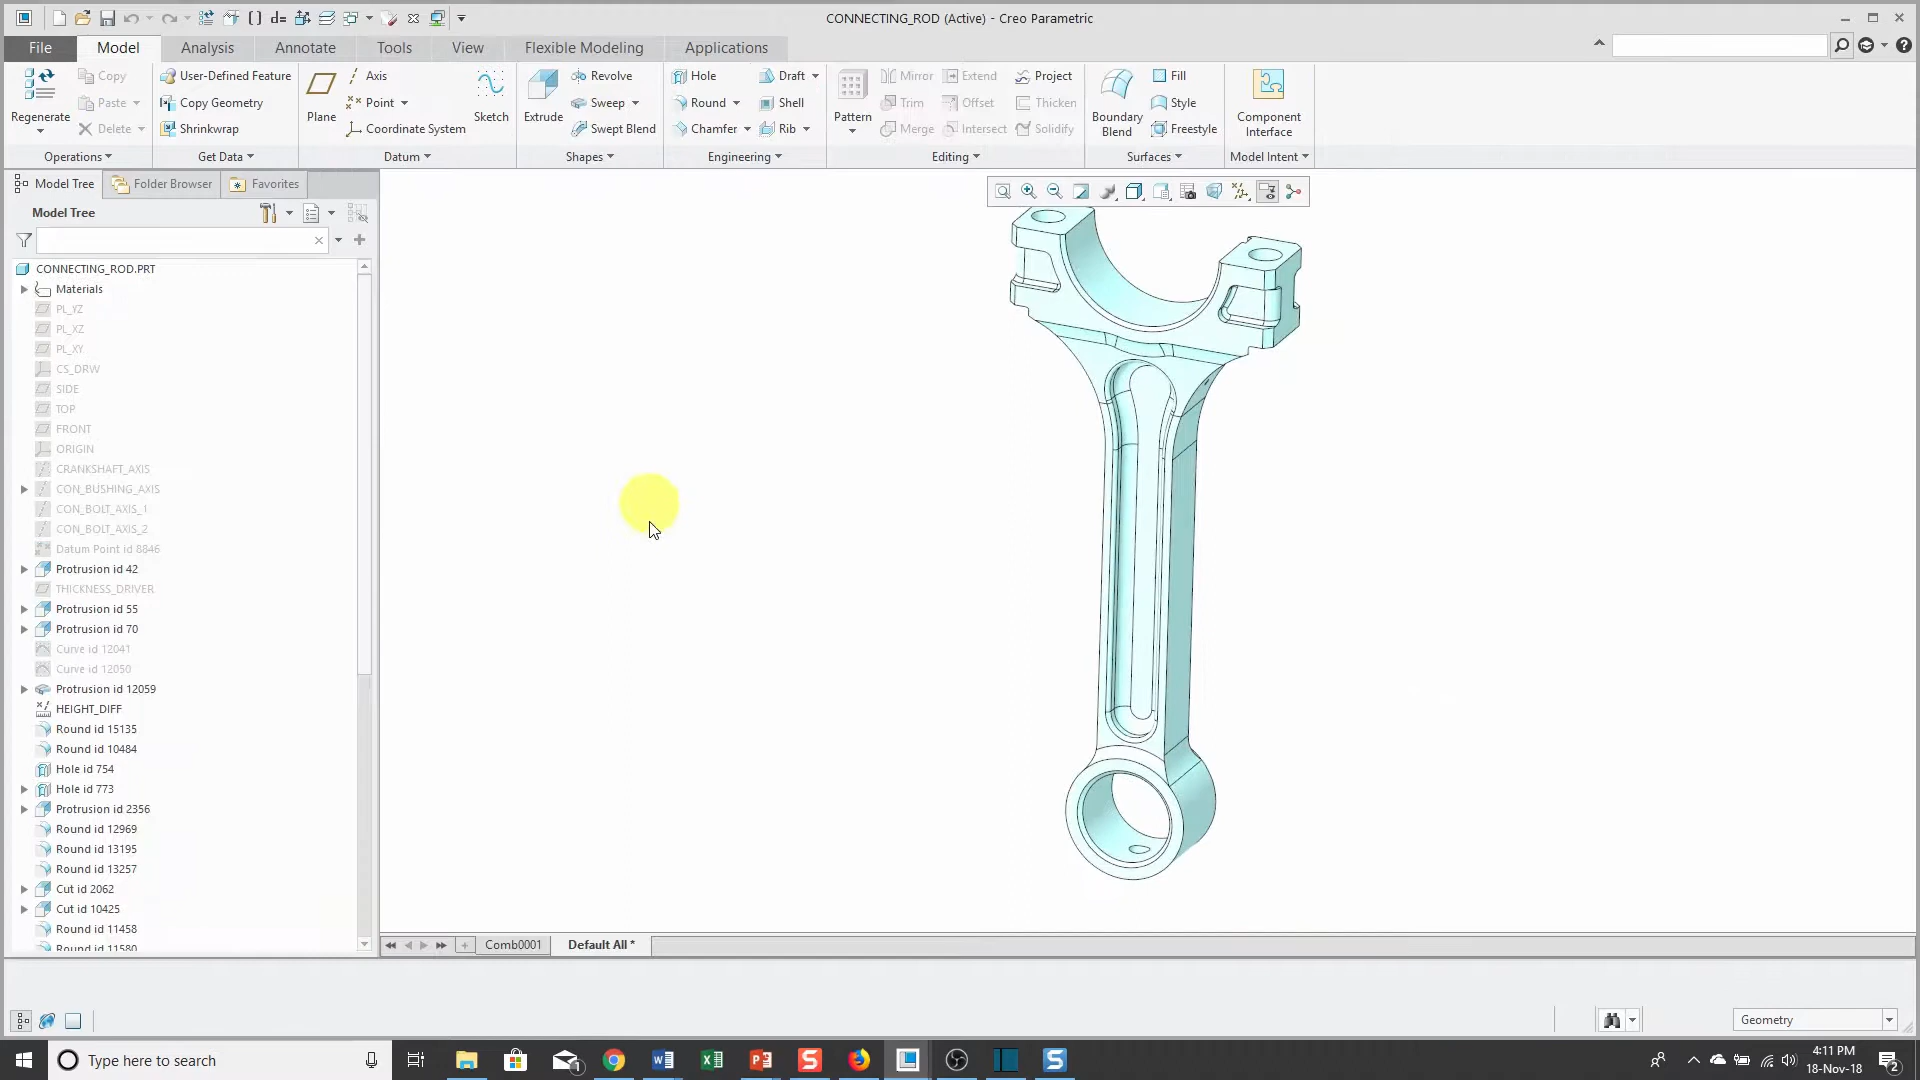 CONNECTING_ROD (Active) - Creo Parametric
File
Model
Analysis
Annotate
Tools
View
Flexible Modeling
Applications
Regenerate
Copy
Paste
Delete
Operations
User-Defined Feature
Copy Geometry
Shrinkwrap
Get Data
Plane
Axis
Point
Coordinate System
Sketch
Datum
Extrude
Revolve
Sweep
Swept Blend
Shapes
Hole
Round
Chamfer
Draft
Shell
Rib
Engineering
Pattern
Mirror
Trim
Merge
Extend
Offset
Intersect
Project
Thicken
Solidify
Editing
Boundary
Blend
Fill
Style
Freestyle
Surfaces
Component
Interface
Model Intent
Model Tree
Folder Browser
Favorites
Model Tree
CONNECTING_ROD.PRT
Materials
PL_YZ
PL_XZ
PL_XY
CS_DRW
SIDE
TOP
FRONT
ORIGIN
CRANKSHAFT_AXIS
CON_BUSHING_AXIS
CON_BOLT_AXIS_1
CON_BOLT_AXIS_2
Datum Point id 8846
Protrusion id 42
THICKNESS_DRIVER
Protrusion id 55
Protrusion id 70
Curve id 12041
Curve id 12050
Protrusion id 12059
HEIGHT_DIFF
Round id 15135
Round id 10484
Hole id 754
Hole id 773
Protrusion id 2356
Round id 12969
Round id 13195
Round id 13257
Cut id 2062
Cut id 10425
Round id 11458
Round id 11580
Comb0001
Default All *
Geometry
Type here to search
4:11 PM
18-Nov-18